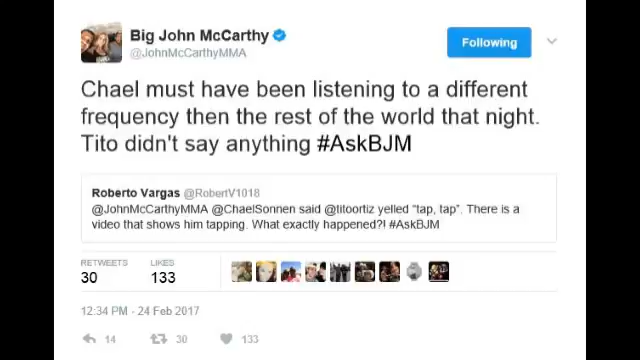 Big John McCarthy
@JohnMcCarthyMMA
Following
Chael must have been listening to a different
frequency then the rest of the world that night.
Tito didn't say anything #AskBJM
Roberto Vargas @RobertV1018
@JohnMcCarthyMMA @ChaelSonnen said @titoortiz yelled "tap, tap". There is a
video that shows him tapping. What exactly happened?! #AskBJM
RETWEETS LIKES
30 133
12:34 PM - 24 Feb 2017
14 30 133